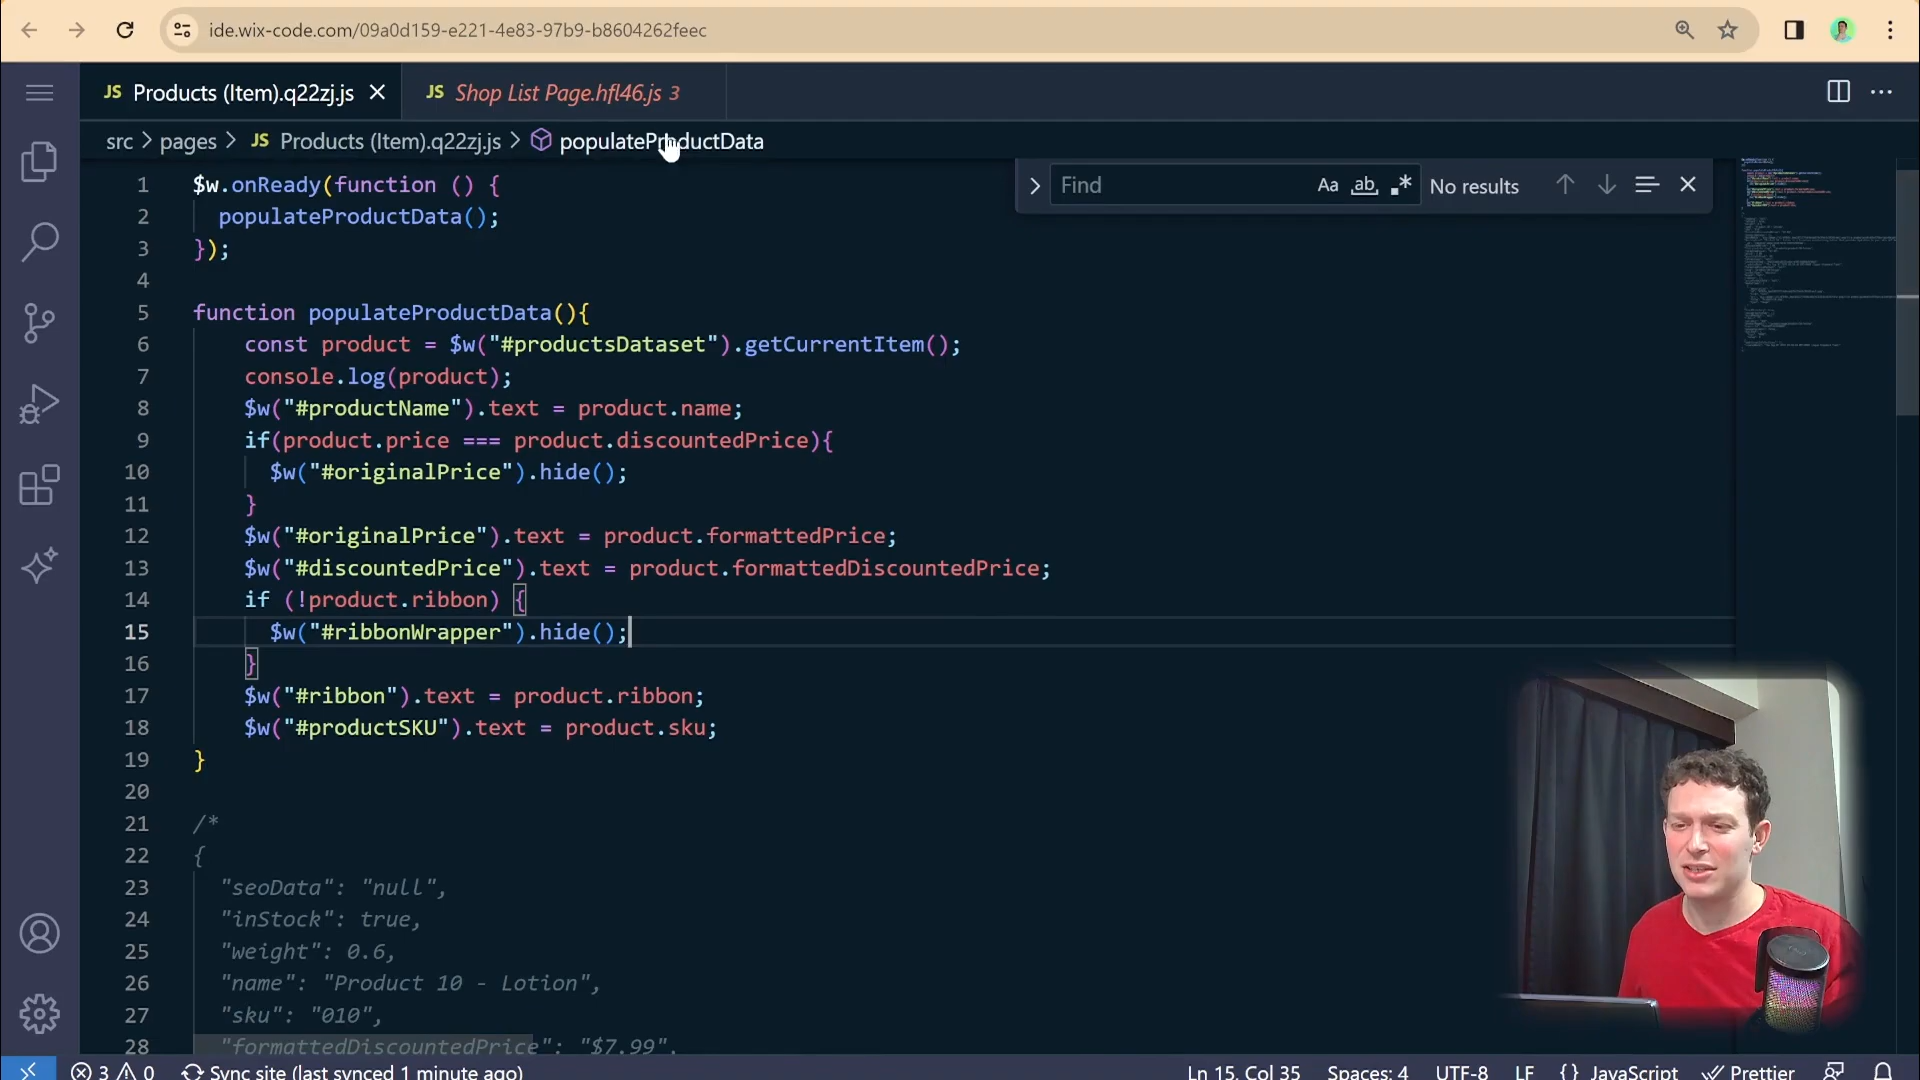 ide.wix-code.com/09a0d159-e221-4e83-97b9-b8604262feec
JS Products (Item).q22zj.js
JS Shop List Page.hfl46.js 3
src > pages > JS Products (Item).q22zj.js > populateProductData
Find
Aa ab .*
No results
1 $w.onReady(function () {
2 populateProductData();
3 });
4
5 function populateProductData(){
6 const product = $w("#productsDataset").getCurrentItem();
7 console.log(product);
8 $w("#productName").text = product.name;
9 if(product.price === product.discountedPrice){
10 $w("#originalPrice").hide();
11 }
12 $w("#originalPrice").text = product.formattedPrice;
13 $w("#discountedPrice").text = product.formattedDiscountedPrice;
14 if (!product.ribbon) {
15 $w("#ribbonWrapper").hide();
16 }
17 $w("#ribbon").text = product.ribbon;
18 $w("#productSKU").text = product.sku;
19 }
20
21 /*
22 {
23 "seoData": "null",
24 "inStock": true,
25 "weight": 0.6,
26 "name": "Product 10 - Lotion",
27 "sku": "010",
28 "formattedDiscountedPrice": "$7.99",
3 0 Sync site (last synced 1 minute ago)
Ln 15, Col 35 Spaces: 4 UTF-8 LF {} JavaScript Prettier